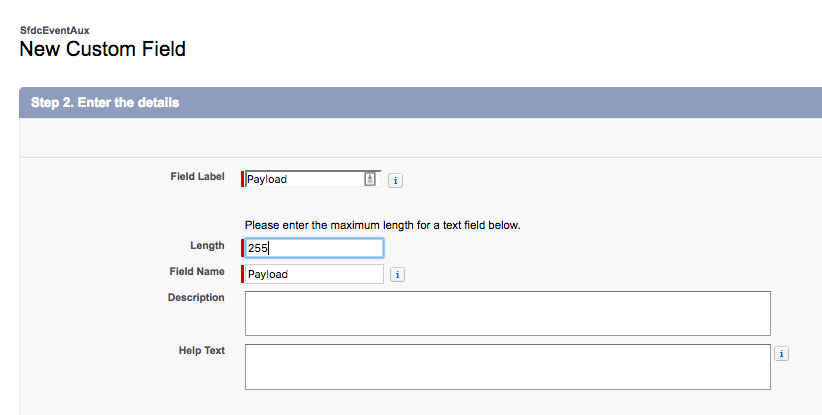 SfdcEventAux
New Custom Field
Step 2. Enter the details
Field Label Payload i
Please enter the maximum length for a text field below.
Length 255
Field Name Payload i
Description
Help Text i